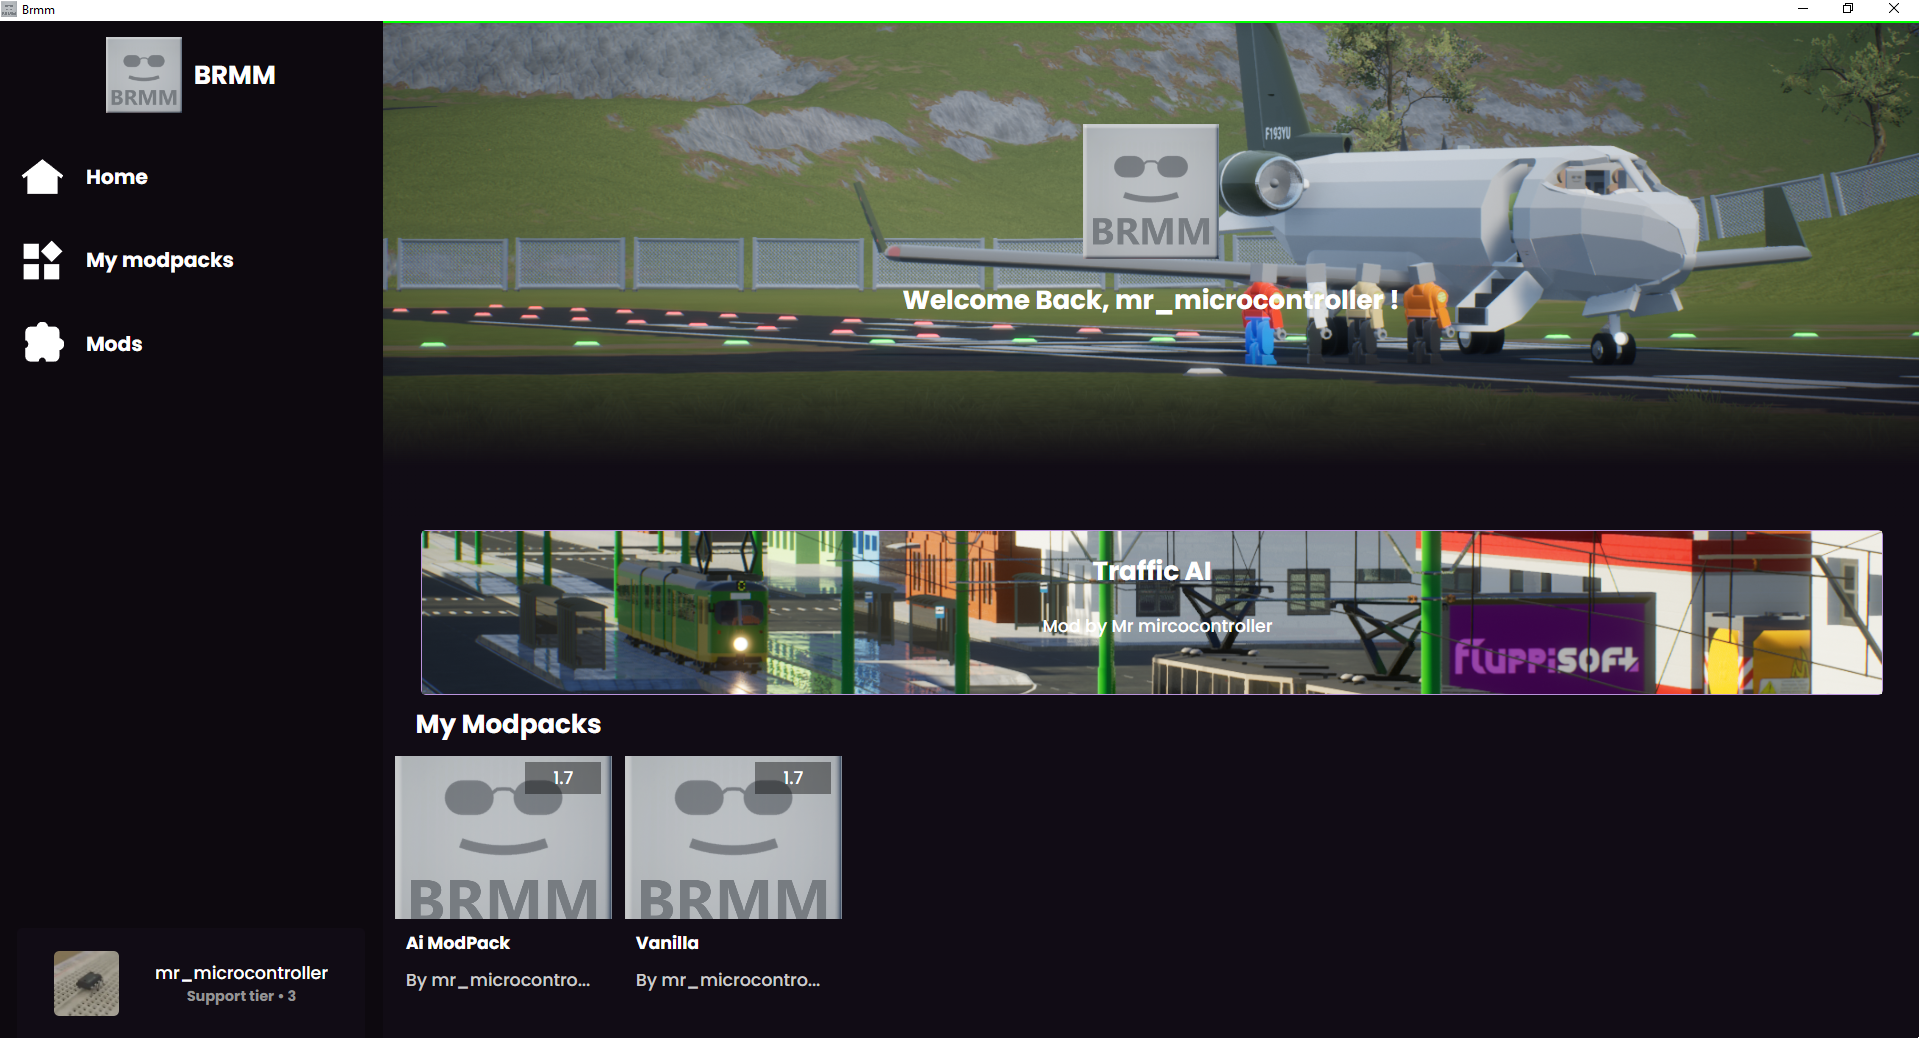 Brmm
BRMM
BRMM
Home
My modpacks
Mods
F193YU
BRMM
Welcome Back, mr_microcontroller !
Traffic AI
Mod by Mr mircocontroller
fluppisoft
My Modpacks
1.7
BRMM
Ai ModPack
By mr_microcontro...
1.7
BRMM
Vanilla
By mr_microcontro...
mr_microcontroller
Support tier • 3